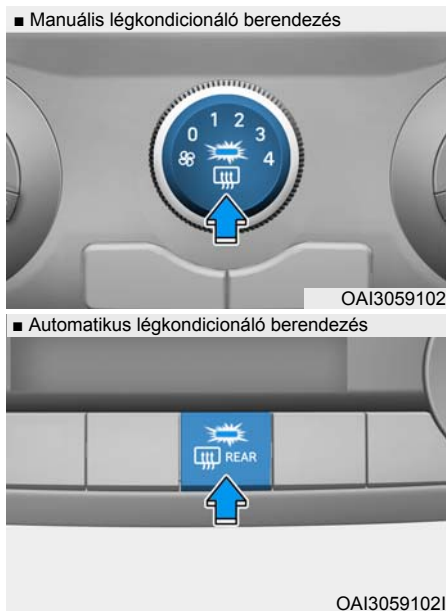 ■ Manuális légkondicionáló berendezés
0 1 2 3 4
OAI3059102
■ Automatikus légkondicionáló berendezés
REAR
OAI3059102I